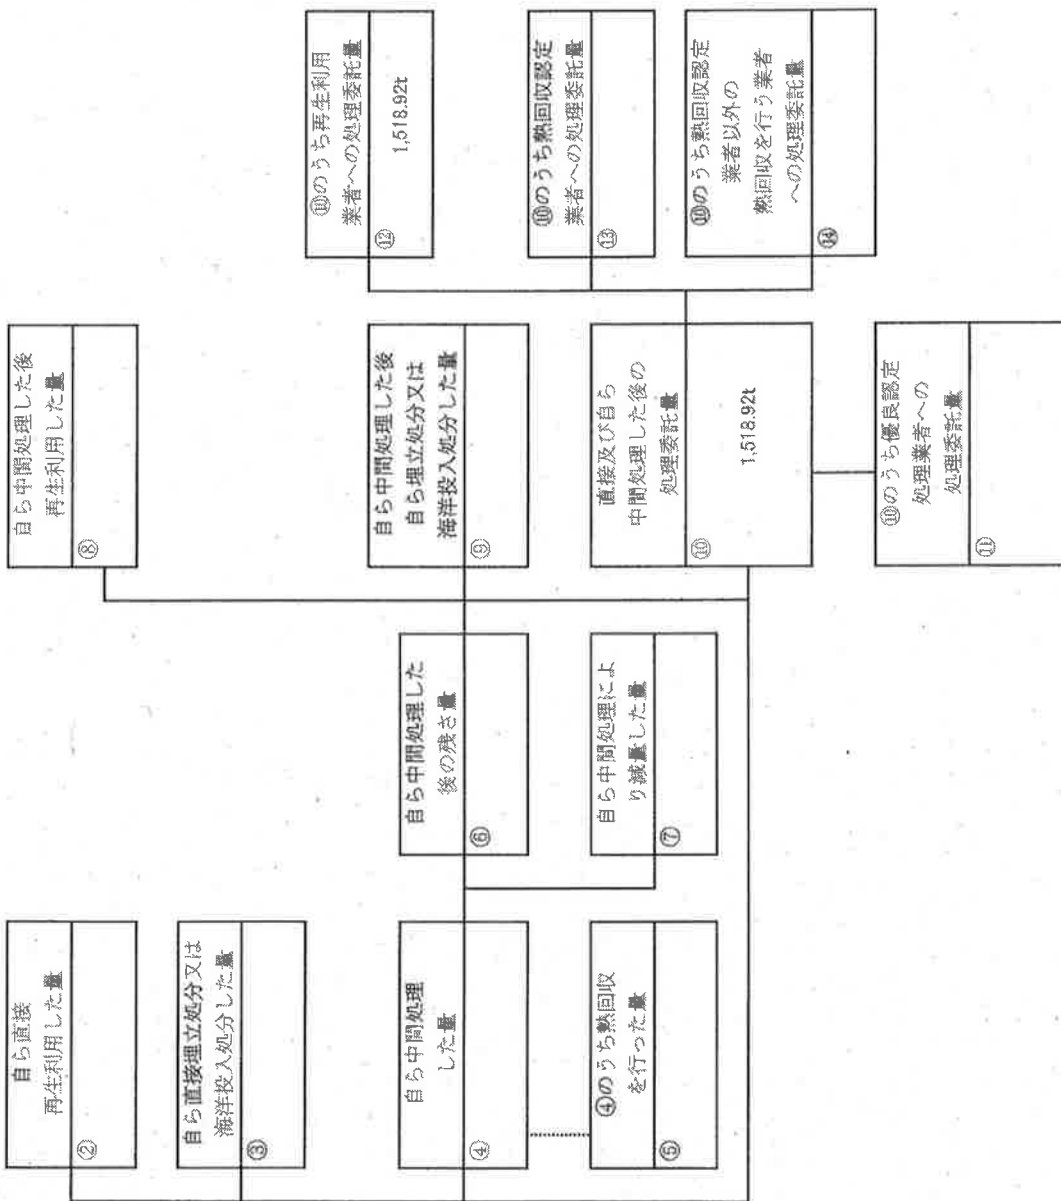 自ら直接
再生利用した量
②
自ら直接埋立処分又は
海洋投入処分した量
③
自ら中間処理
した量
④
④のうち熱回収
を行った量
⑤
自ら中間処理した
後の残さ量
⑥
自ら中間処理によ
り減量した量
⑦
自ら中間処理した後
再生利用した量
⑧
自ら中間処理した後
自ら埋立処分又は
海洋投入処分した量
⑨
直接及び自ら
中間処理した後の
処理委託量
⑩
1,518.92t
⑩のうち優良認定
処理業者への
処理委託量
⑪
⑩のうち再生利用
業者への処理委託量
⑫
1,518.92t
⑩のうち熱回収認定
業者への処理委託量
⑬
⑩のうち熱回収認定
業者以外の
熱回収を行う業者
への処理委託量
⑭